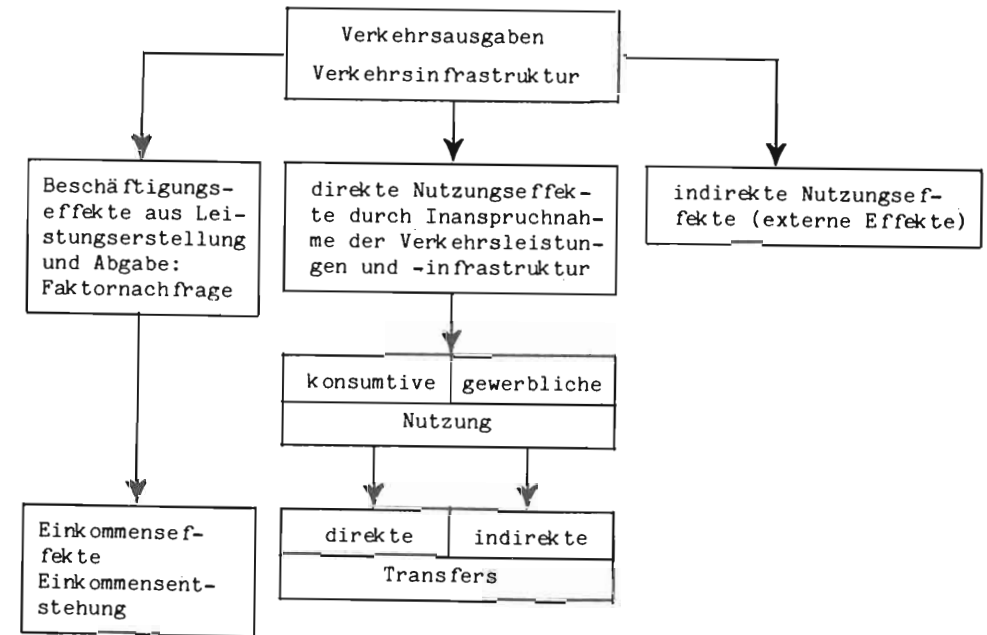 Verkehrsausgaben
Verkehrsinfrastruktur
Beschäftigungs-
effekte aus Lei-
stungserstellung
und Abgabe:
Faktornachfrage
direkte Nutzungseffek-
te durch Inanspruchnah-
me der Verkehrsleistun-
gen und -infrastruktur
indirekte Nutzungsef-
fekte (externe Effekte)
konsumtive gewerbliche
Nutzung
Einkommensef-
fekte
Einkommensent-
stehung
direkte indirekte
Transfers